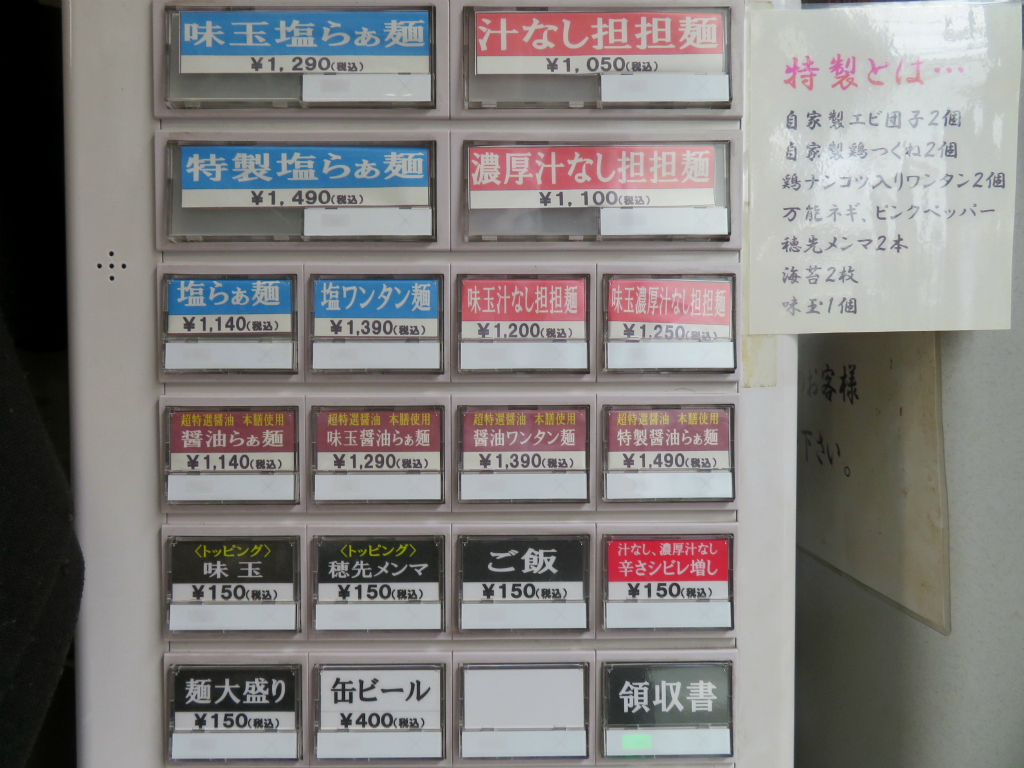 味玉塩らぁ麺
¥1,290(税込)
汁なし担担麺
¥1,050(税込)
特製塩らぁ麺
¥1,490(税込)
濃厚汁なし担担麺
¥1,100(税込)
塩らぁ麺
¥1,140(税込)
塩ワンタン麺
¥1,390(税込)
味玉汁なし担担麺
¥1,200(税込)
味玉濃厚汁なし担担麺
¥1,250(税込)
超特選醤油 本膳使用
醤油らぁ麺
¥1,140(税込)
超特選醤油 本膳使用
味玉醤油らぁ麺
¥1,290(税込)
超特選醤油 本膳使用
醤油ワンタン麺
¥1,390(税込)
超特選醤油 本膳使用
特製醤油らぁ麺
¥1,490(税込)
〈トッピング〉
味玉
¥150(税込)
〈トッピング〉
穂先メンマ
¥150(税込)
ご飯
¥150(税込)
汁なし、濃厚汁なし
辛さシビレ増し
¥150(税込)
麺大盛り
¥150(税込)
缶ビール
¥400(税込)
領収書
特製とは…
自家製エビ団子2個
自家製鶏つくね2個
鶏ナンコツ入りワンタン2個
万能ネギ、ピンクペッパー
穂先メンマ2本
海苔2枚
味玉1個
お客様
下さい。